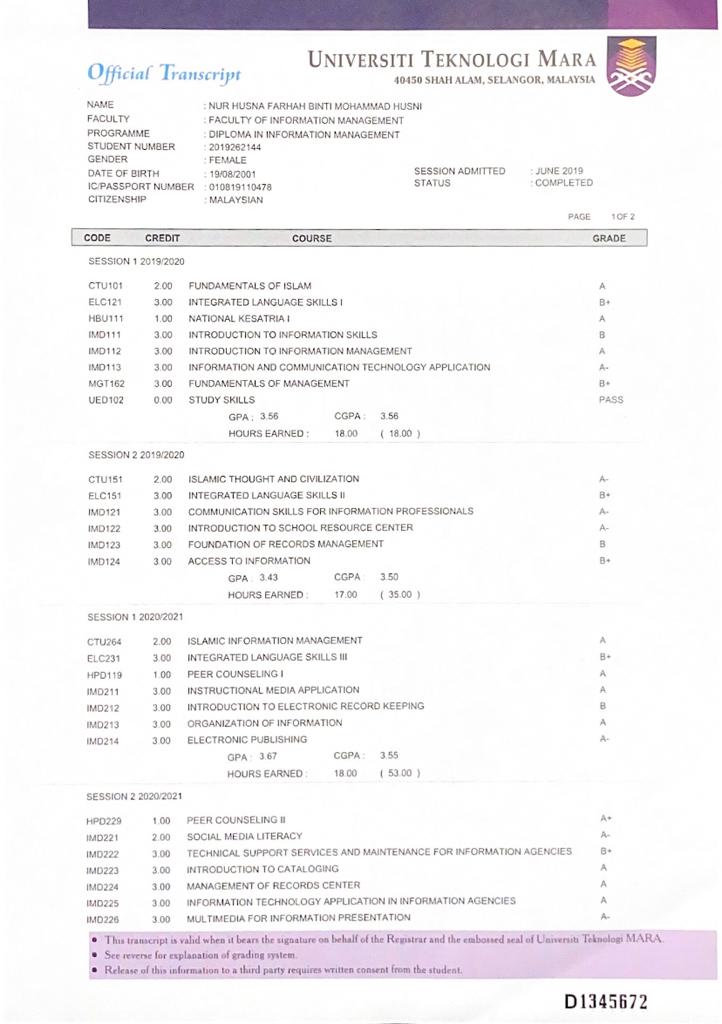 Official Transcript
UNIVERSITI TEKNOLOGI MARA
40450 SHAH ALAM, SELANGOR, MALAYSIA
NAME : NUR HUSNA FARHAH BINTI MOHAMMAD HUSNI
FACULTY : FACULTY OF INFORMATION MANAGEMENT
PROGRAMME : DIPLOMA IN INFORMATION MANAGEMENT
STUDENT NUMBER : 2019262144
GENDER : FEMALE
DATE OF BIRTH : 19/08/2001 SESSION ADMITTED : JUNE 2019
IC/PASSPORT NUMBER : 010819110478 STATUS : COMPLETED
CITIZENSHIP : MALAYSIAN
PAGE 1 OF 2
CODE CREDIT COURSE GRADE
SESSION 1 2019/2020
CTU101 2.00 FUNDAMENTALS OF ISLAM A
ELC121 3.00 INTEGRATED LANGUAGE SKILLS I B+
HBU111 1.00 NATIONAL KESATRIA I A
IMD111 3.00 INTRODUCTION TO INFORMATION SKILLS B
IMD112 3.00 INTRODUCTION TO INFORMATION MANAGEMENT A
IMD113 3.00 INFORMATION AND COMMUNICATION TECHNOLOGY APPLICATION A-
MGT162 3.00 FUNDAMENTALS OF MANAGEMENT B+
UED102 0.00 STUDY SKILLS PASS
GPA : 3.56 CGPA : 3.56
HOURS EARNED : 18.00 ( 18.00 )
SESSION 2 2019/2020
CTU151 2.00 ISLAMIC THOUGHT AND CIVILIZATION A-
ELC151 3.00 INTEGRATED LANGUAGE SKILLS II B+
IMD121 3.00 COMMUNICATION SKILLS FOR INFORMATION PROFESSIONALS A-
IMD122 3.00 INTRODUCTION TO SCHOOL RESOURCE CENTER A-
IMD123 3.00 FOUNDATION OF RECORDS MANAGEMENT B
IMD124 3.00 ACCESS TO INFORMATION B+
GPA : 3.43 CGPA : 3.50
HOURS EARNED : 17.00 ( 35.00 )
SESSION 1 2020/2021
CTU264 2.00 ISLAMIC INFORMATION MANAGEMENT A
ELC231 3.00 INTEGRATED LANGUAGE SKILLS III B+
HPD119 1.00 PEER COUNSELING I A
IMD211 3.00 INSTRUCTIONAL MEDIA APPLICATION A
IMD212 3.00 INTRODUCTION TO ELECTRONIC RECORD KEEPING B
IMD213 3.00 ORGANIZATION OF INFORMATION A
IMD214 3.00 ELECTRONIC PUBLISHING A-
GPA : 3.67 CGPA : 3.55
HOURS EARNED : 18.00 ( 53.00 )
SESSION 2 2020/2021
HPD229 1.00 PEER COUNSELING II A+
IMD221 2.00 SOCIAL MEDIA LITERACY A-
IMD222 3.00 TECHNICAL SUPPORT SERVICES AND MAINTENANCE FOR INFORMATION AGENCIES B+
IMD223 3.00 INTRODUCTION TO CATALOGING A
IMD224 3.00 MANAGEMENT OF RECORDS CENTER A
IMD225 3.00 INFORMATION TECHNOLOGY APPLICATION IN INFORMATION AGENCIES A
IMD226 3.00 MULTIMEDIA FOR INFORMATION PRESENTATION A-
• This transcript is valid when it bears the signature on behalf of the Registrar and the embossed seal of Universiti Teknologi MARA.
• See reverse for explanation of grading system.
• Release of this information to a third party requires written consent from the student.
D1345672